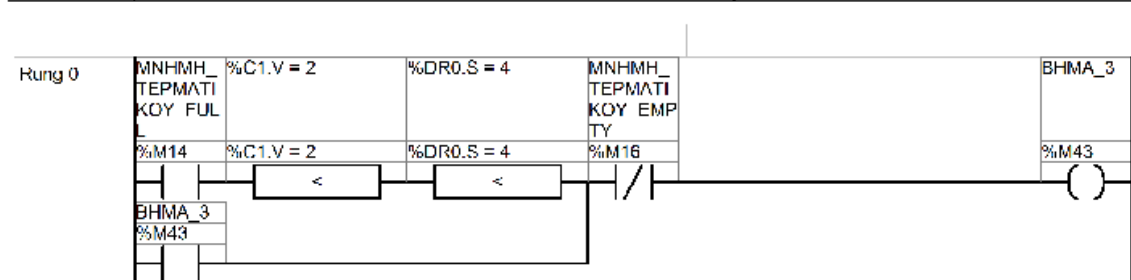 Rung 0
MNHMH_
TEPMATI
KOY FUL
L
%M14
%C1.V = 2
%C1.V = 2
<
%DR0.S = 4
%DR0.S = 4
<
MNHMH_
TEPMATI
KOY EMP
TY
%M16
BHMA_3
%M43
BHMA_3
%M43